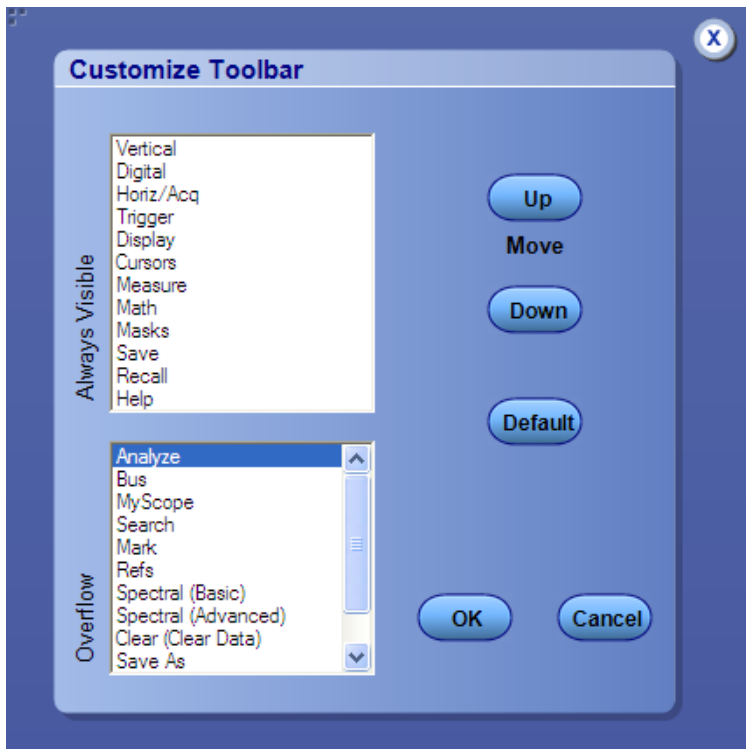 X
Customize Toolbar
Always Visible
Vertical
Digital
Horiz/Acq
Trigger
Display
Cursors
Measure
Math
Masks
Save
Recall
Help
Up
Move
Down
Default
Overflow
Analyze
Bus
MyScope
Search
Mark
Refs
Spectral (Basic)
Spectral (Advanced)
Clear (Clear Data)
Save As
OK
Cancel